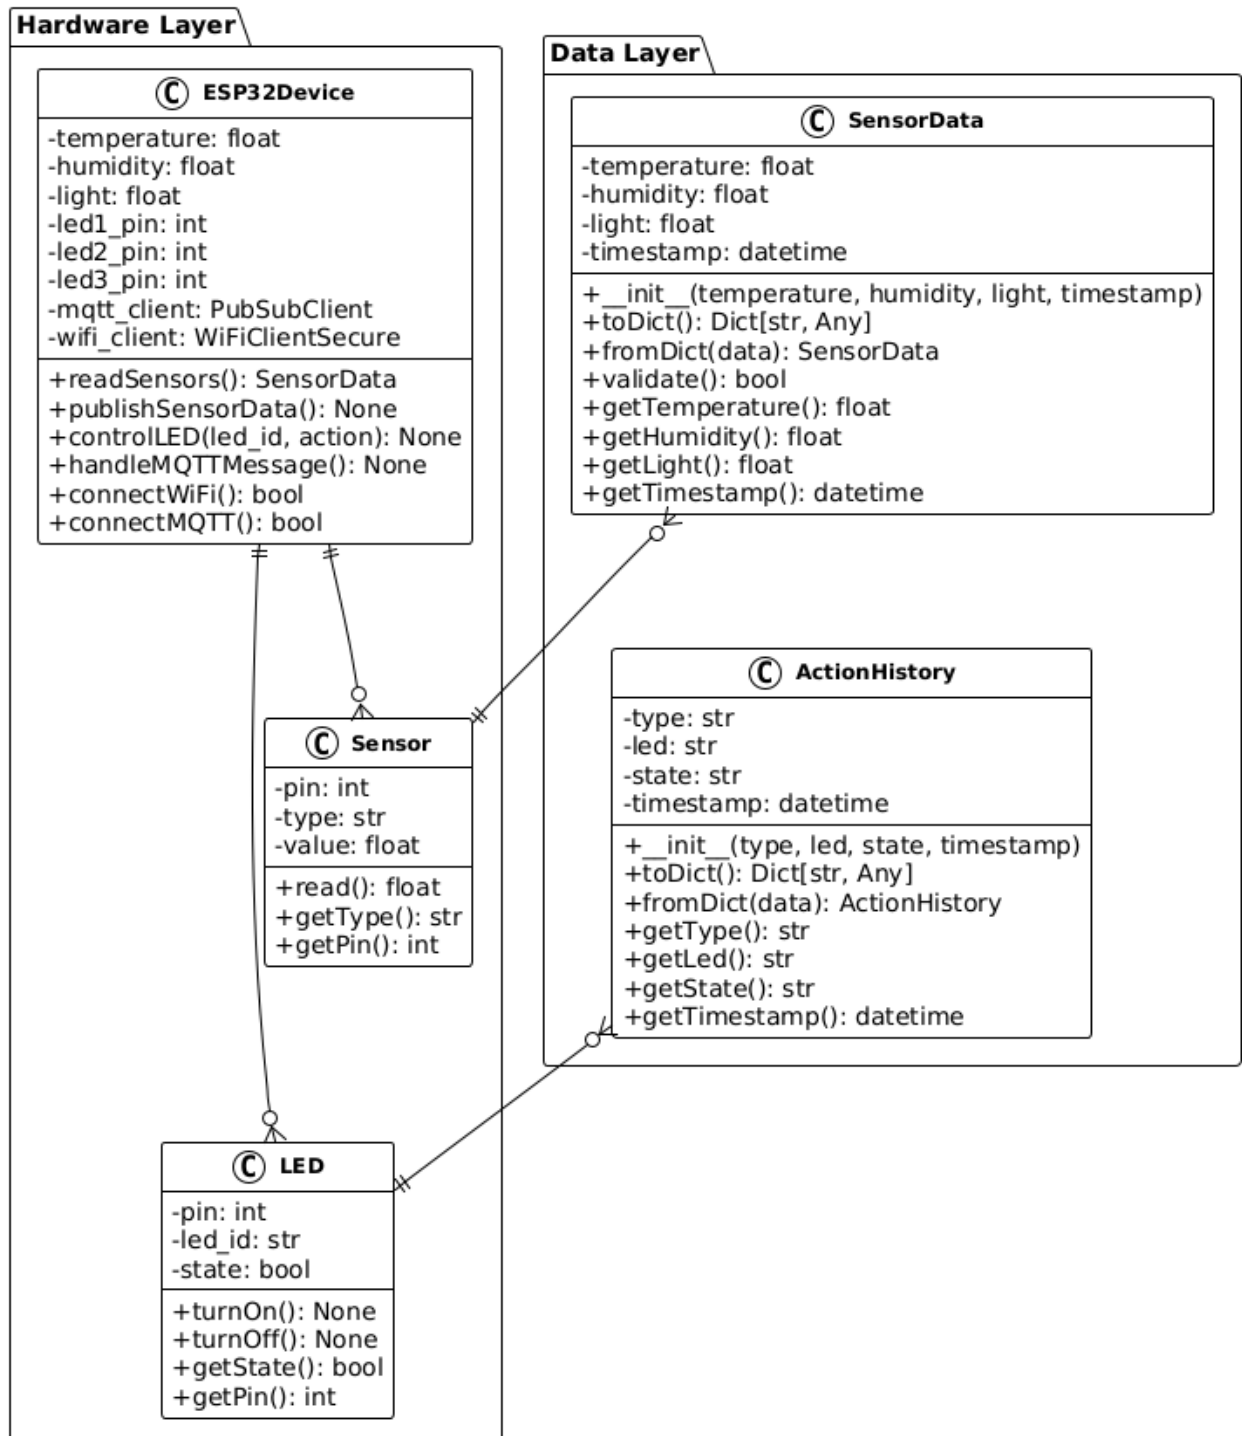 Hardware Layer
C ESP32Device
-temperature: float
-humidity: float
-light: float
-led1_pin: int
-led2_pin: int
-led3_pin: int
-mqtt_client: PubSubClient
-wifi_client: WiFiClientSecure
+readSensors(): SensorData
+publishSensorData(): None
+controlLED(led_id, action): None
+handleMQTTMessage(): None
+connectWiFi(): bool
+connectMQTT(): bool
C Sensor
-pin: int
-type: str
-value: float
+read(): float
+getType(): str
+getPin(): int
C LED
-pin: int
-led_id: str
-state: bool
+turnOn(): None
+turnOff(): None
+getState(): bool
+getPin(): int
Data Layer
C SensorData
-temperature: float
-humidity: float
-light: float
-timestamp: datetime
+__init__(temperature, humidity, light, timestamp)
+toDict(): Dict[str, Any]
+fromDict(data): SensorData
+validate(): bool
+getTemperature(): float
+getHumidity(): float
+getLight(): float
+getTimestamp(): datetime
C ActionHistory
-type: str
-led: str
-state: str
-timestamp: datetime
+__init__(type, led, state, timestamp)
+toDict(): Dict[str, Any]
+fromDict(data): ActionHistory
+getType(): str
+getLed(): str
+getState(): str
+getTimestamp(): datetime